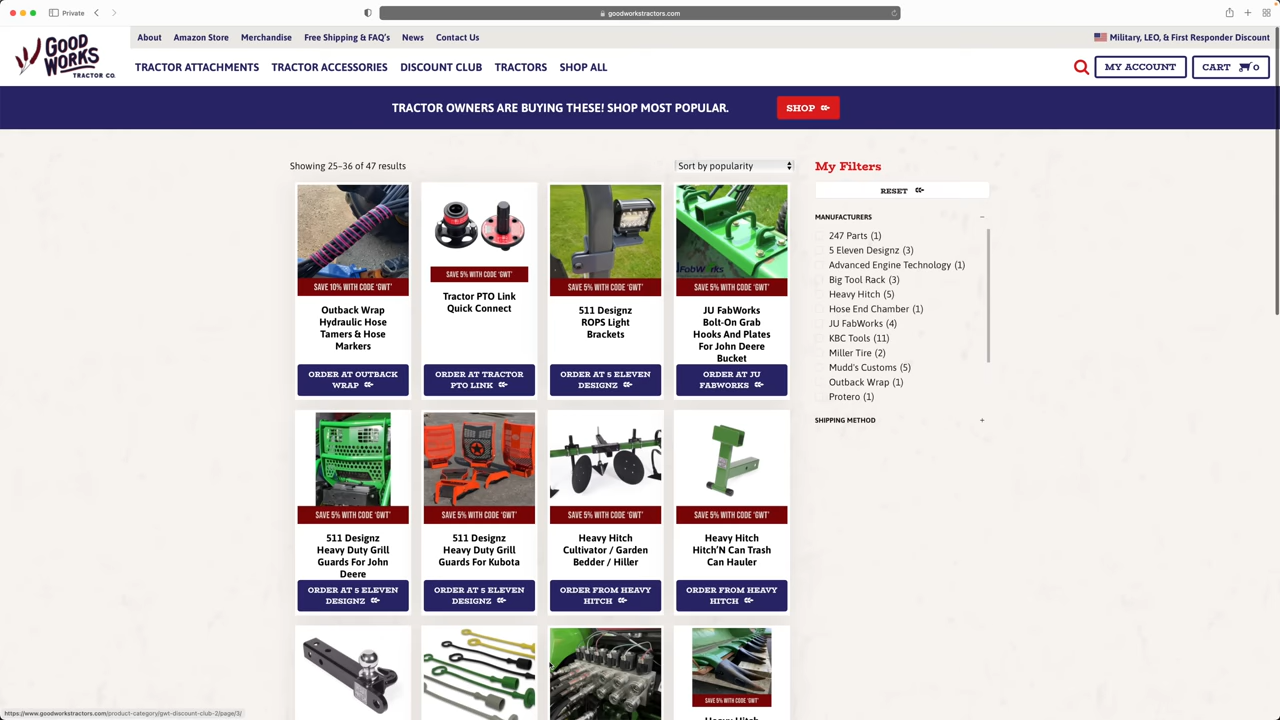 Private
goodworkstractors.com
GOOD
WORKS
TRACTOR CO.
About
Amazon Store
Merchandise
Free Shipping & FAQ's
News
Contact Us
Military, LEO, & First Responder Discount
TRACTOR ATTACHMENTS
TRACTOR ACCESSORIES
DISCOUNT CLUB
TRACTORS
SHOP ALL
MY ACCOUNT
CART 0
TRACTOR OWNERS ARE BUYING THESE! SHOP MOST POPULAR.
SHOP
Showing 25–36 of 47 results
Sort by popularity
SAVE 10% WITH CODE 'GWT'
Outback Wrap
Hydraulic Hose
Tamers & Hose
Markers
ORDER AT OUTBACK
WRAP
SAVE 5% WITH CODE 'GWT'
Tractor PTO Link
Quick Connect
ORDER AT TRACTOR
PTO LINK
SAVE 5% WITH CODE 'GWT'
511 Designz
ROPS Light
Brackets
ORDER AT 5 ELEVEN
DESIGNZ
FabWorks
SAVE 5% WITH CODE 'GWT'
JU FabWorks
Bolt-On Grab
Hooks And Plates
For John Deere
Bucket
ORDER AT JU
FABWORKS
SAVE 5% WITH CODE 'GWT'
511 Designz
Heavy Duty Grill
Guards For John
Deere
ORDER AT 5 ELEVEN
DESIGNZ
SAVE 5% WITH CODE 'GWT'
511 Designz
Heavy Duty Grill
Guards For Kubota
ORDER AT 5 ELEVEN
DESIGNZ
SAVE 5% WITH CODE 'GWT'
Heavy Hitch
Cultivator / Garden
Bedder / Hiller
ORDER FROM HEAVY
HITCH
SAVE 5% WITH CODE 'GWT'
Heavy Hitch
Hitch'N Can Trash
Can Hauler
ORDER FROM HEAVY
HITCH
SAVE 5% WITH CODE 'GWT'
Heavy Hitch
My Filters
RESET
MANUFACTURERS
247 Parts (1)
5 Eleven Designz (3)
Advanced Engine Technology (1)
Big Tool Rack (3)
Heavy Hitch (5)
Hose End Chamber (1)
JU FabWorks (4)
KBC Tools (11)
Miller Tire (2)
Mudd's Customs (5)
Outback Wrap (1)
Protero (1)
SHIPPING METHOD
https://www.goodworkstractors.com/product-category/gwt-discount-club-2/page/3/